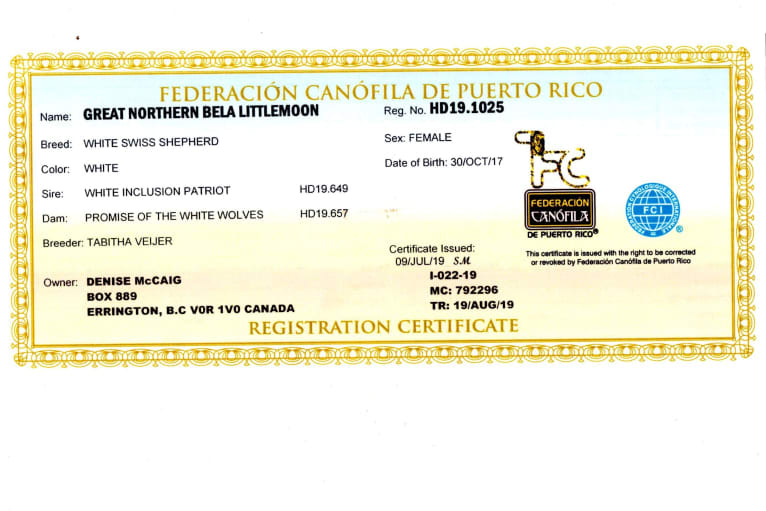 FEDERACIÓN CANÓFILA DE PUERTO RICO
Name: GREAT NORTHERN BELA LITTLEMOON Reg. No. HD19.1025
Breed: WHITE SWISS SHEPHERD Sex: FEMALE
Color: WHITE Date of Birth: 30/OCT/17
Sire: WHITE INCLUSION PATRIOT HD19.649
Dam: PROMISE OF THE WHITE WOLVES HD19.657
Breeder: TABITHA VEIJER
FC
FEDERACIÓN
CANÓFILA
DE PUERTO RICO®
FEDERATION CYNOLOGIQUE INTERNATIONALE
FCI
®
This certificate is issued with the right to be corrected
or revoked by Federación Canófila de Puerto Rico
Certificate Issued:
09/JUL/19 S.M.
I-022-19
MC: 792296
TR: 19/AUG/19
Owner: DENISE McCAIG
BOX 889
ERRINGTON, B.C V0R 1V0 CANADA
REGISTRATION CERTIFICATE